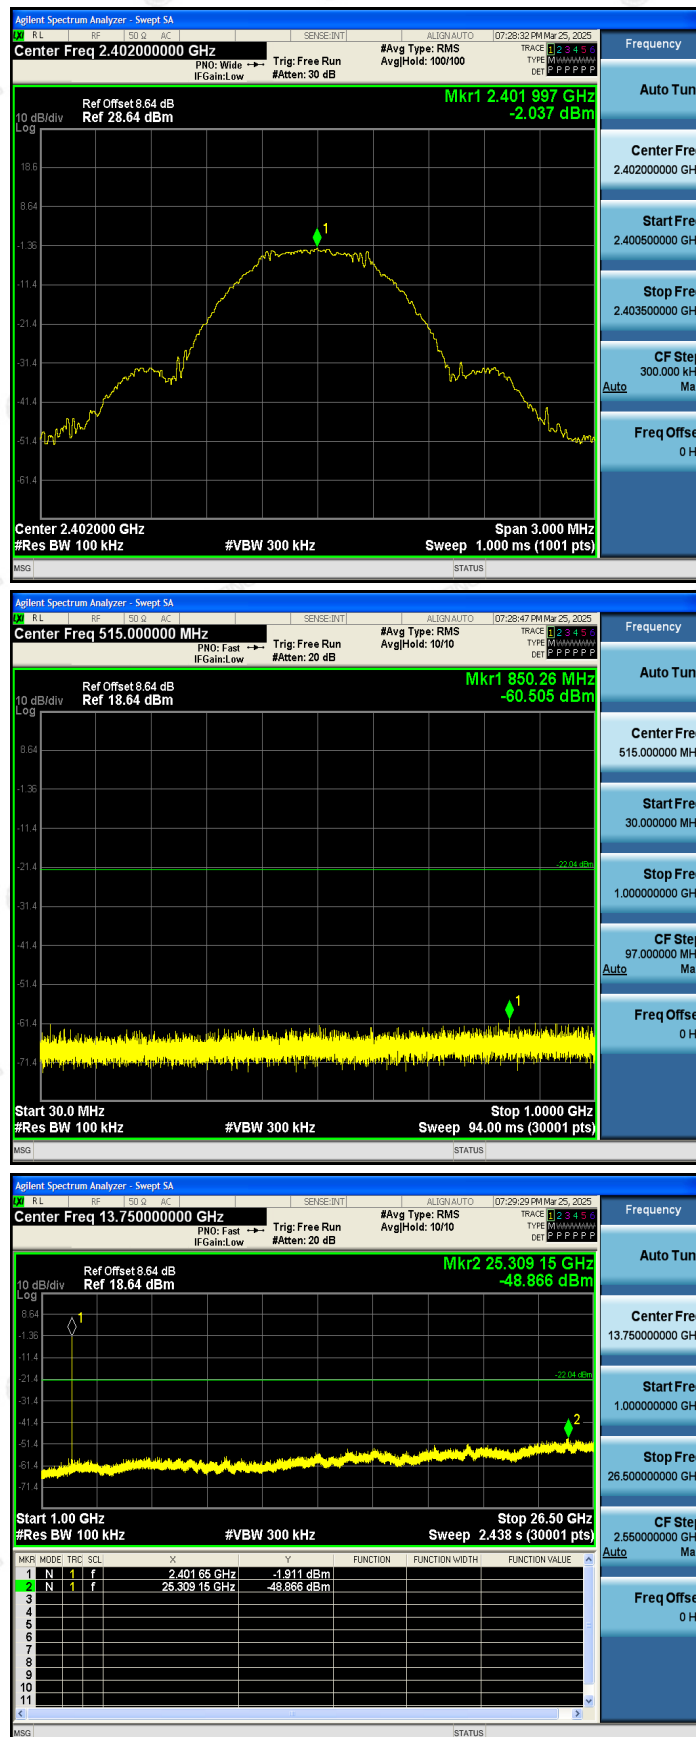 Agilent Spectrum Analyzer - Swept SA
LXI RL RF 50 Ω AC SENSE:INT ALIGN AUTO 07:28:32 PM Mar 25, 2025
Center Freq 2.402000000 GHz
PNO: Wide
IFGain:Low
Trig: Free Run
#Atten: 30 dB
#Avg Type: RMS
Avg|Hold: 100/100
TRACE 1 2 3 4 5 6
TYPE M W W W W W
DET P P P P P P
Mkr1 2.401 997 GHz
-2.037 dBm
Ref Offset 8.64 dB
10 dB/div Ref 28.64 dBm
Log
18.6
8.64
-1.36
-11.4
-21.4
-31.4
-41.4
-51.4
-61.4
1
Center 2.402000 GHz Span 3.000 MHz
#Res BW 100 kHz #VBW 300 kHz Sweep 1.000 ms (1001 pts)
MSG STATUS
Frequency
Auto Tun
Center Fre
2.402000000 GH
Start Fre
2.400500000 GH
Stop Fre
2.403500000 GH
CF Step
300.000 kH
Auto Ma
Freq Offse
0 H
Agilent Spectrum Analyzer - Swept SA
LXI RL RF 50 Ω AC SENSE:INT ALIGN AUTO 07:28:47 PM Mar 25, 2025
Center Freq 515.000000 MHz
PNO: Fast
IFGain:Low
Trig: Free Run
#Atten: 20 dB
#Avg Type: RMS
Avg|Hold: 10/10
TRACE 1 2 3 4 5 6
TYPE M W W W W W
DET P P P P P P
Mkr1 850.26 MHz
-60.505 dBm
Ref Offset 8.64 dB
10 dB/div Ref 18.64 dBm
Log
8.64
-1.36
-11.4
-21.4
-31.4
-41.4
-51.4
-61.4
-71.4
-22.04 dBm
1
Start 30.0 MHz Stop 1.0000 GHz
#Res BW 100 kHz #VBW 300 kHz Sweep 94.00 ms (30001 pts)
MSG STATUS
Frequency
Auto Tun
Center Fre
515.000000 MH
Start Fre
30.000000 MH
Stop Fre
1.000000000 GH
CF Step
97.000000 MH
Auto Ma
Freq Offse
0 H
Agilent Spectrum Analyzer - Swept SA
LXI RL RF 50 Ω AC SENSE:INT ALIGN AUTO 07:29:29 PM Mar 25, 2025
Center Freq 13.750000000 GHz
PNO: Fast
IFGain:Low
Trig: Free Run
#Atten: 20 dB
#Avg Type: RMS
Avg|Hold: 10/10
TRACE 1 2 3 4 5 6
TYPE M W W W W W
DET P P P P P P
Mkr2 25.309 15 GHz
-48.866 dBm
Ref Offset 8.64 dB
10 dB/div Ref 18.64 dBm
Log
8.64
-1.36
-11.4
-21.4
-31.4
-41.4
-51.4
-61.4
-71.4
1
-22.04 dBm
2
Start 1.00 GHz Stop 26.50 GHz
#Res BW 100 kHz #VBW 300 kHz Sweep 2.438 s (30001 pts)
MKR MODE TRC SCL X Y FUNCTION FUNCTION WIDTH FUNCTION VALUE
1 N 1 f 2.401 65 GHz -1.911 dBm
2 N 1 f 25.309 15 GHz -48.866 dBm
3
4
5
6
7
8
9
10
11
MSG STATUS
Frequency
Auto Tun
Center Fre
13.750000000 GH
Start Fre
1.000000000 GH
Stop Fre
26.500000000 GH
CF Step
2.550000000 GH
Auto Ma
Freq Offse
0 H